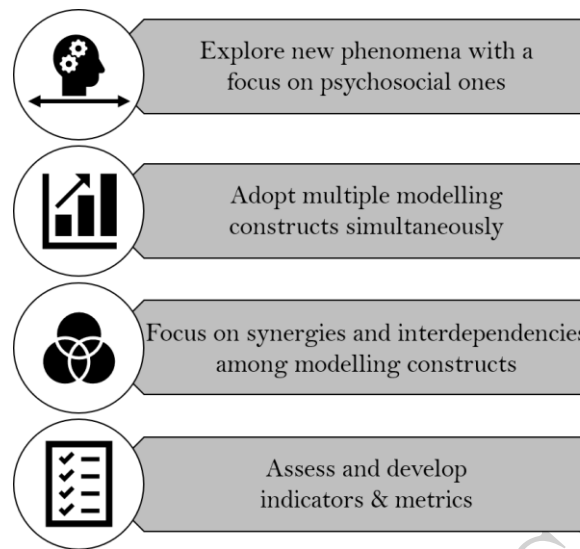 Explore new phenomena with a
focus on psychosocial ones
Adopt multiple modelling
constructs simultaneously
Focus on synergies and interdependencies
among modelling constructs
Assess and develop
indicators & metrics